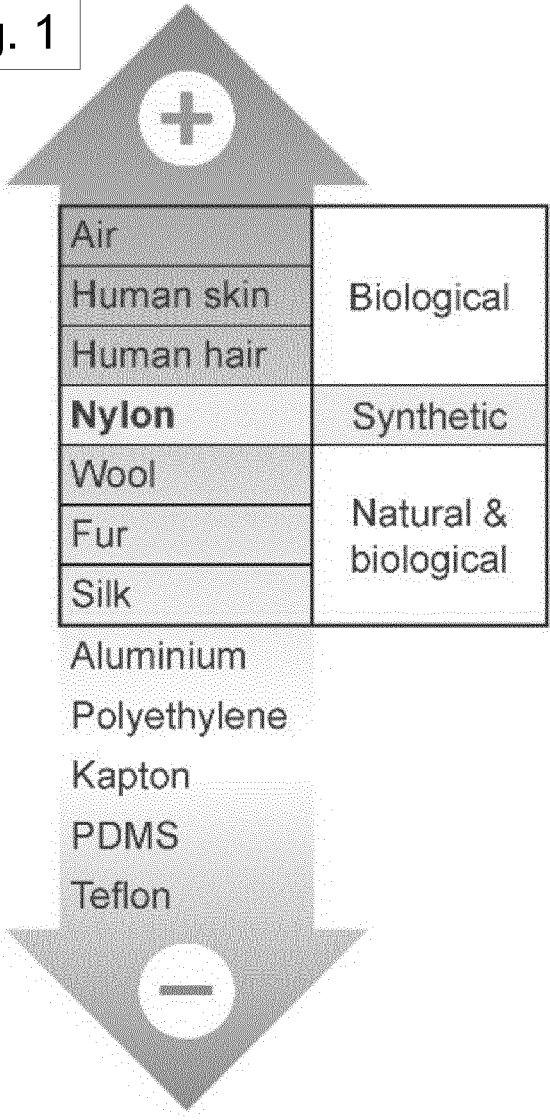 g. 1
+
Air
Human skin
Human hair
Biological
Nylon
Synthetic
Wool
Fur
Silk
Natural &
biological
Aluminium
Polyethylene
Kapton
PDMS
Teflon
−